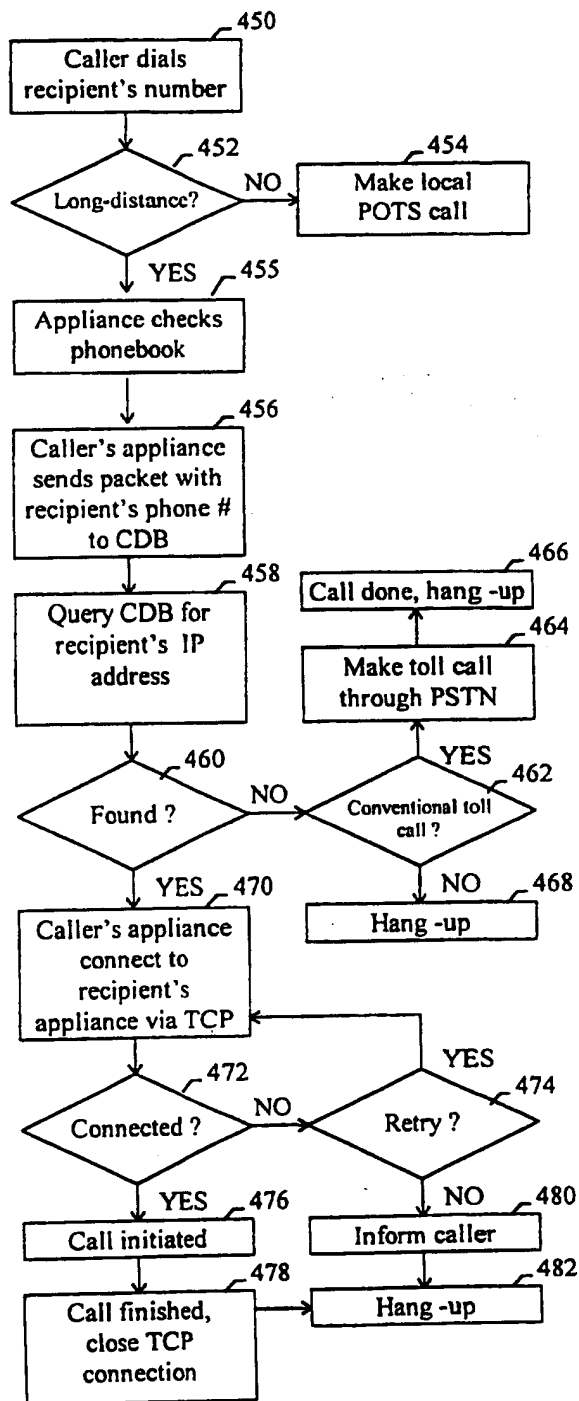 450
Caller dials
recipient's number
452
Long-distance?
NO
454
Make local
POTS call
YES
455
Appliance checks
phonebook
456
Caller's appliance
sends packet with
recipient's phone #
to CDB
458
Query CDB for
recipient's IP
address
466
Call done, hang -up
464
Make toll call
through PSTN
YES
460
Found ?
NO
462
Conventional toll
call ?
NO
468
Hang -up
YES
470
Caller's appliance
connect to
recipient's
appliance via TCP
472
Connected ?
NO
YES
474
Retry ?
YES
476
Call initiated
NO
480
Inform caller
478
Call finished,
close TCP
connection
482
Hang -up